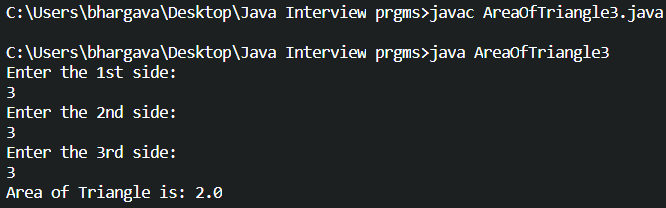 C:\Users\bhargava\Desktop\Java Interview prgms>javac AreaOfTriangle3.java
C:\Users\bhargava\Desktop\Java Interview prgms>java AreaOfTriangle3
Enter the 1st side:
3
Enter the 2nd side:
3
Enter the 3rd side:
3
Area of Triangle is: 2.0